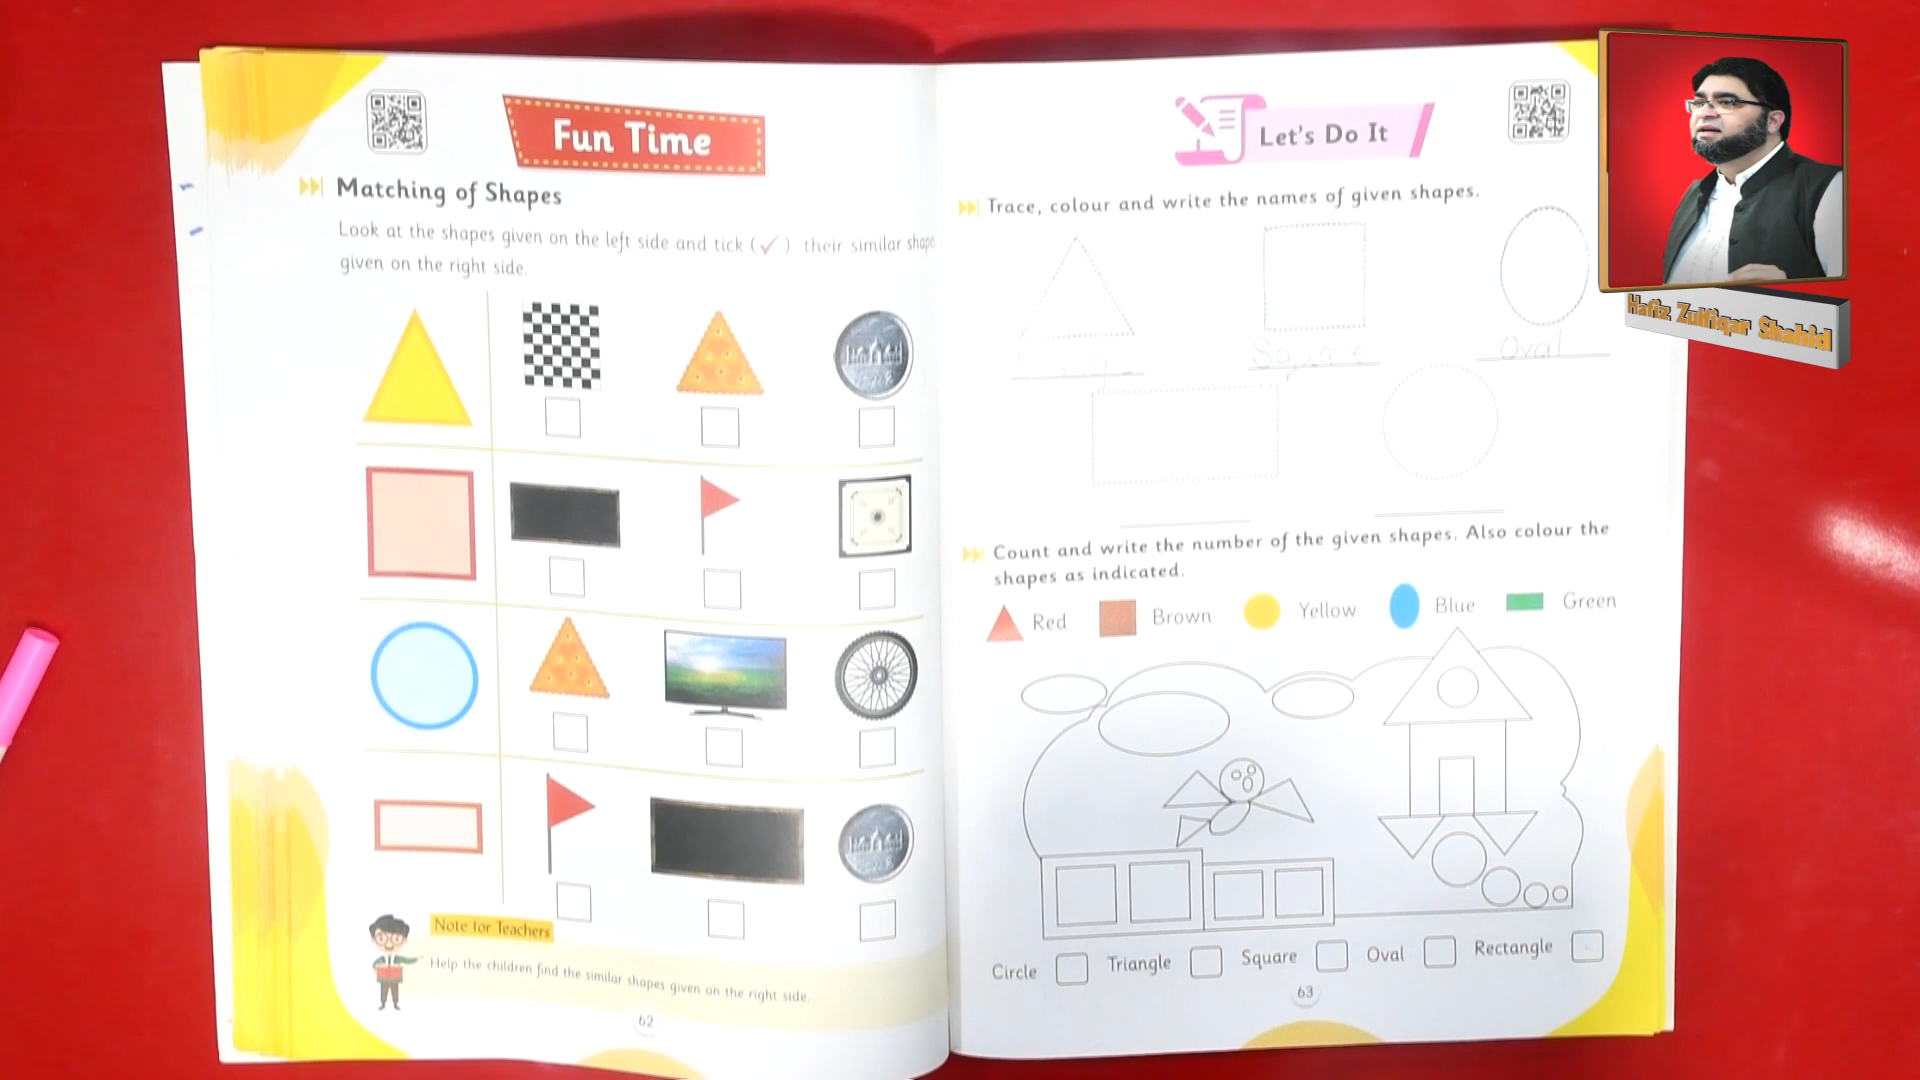 Fun Time
Matching of Shapes
Look at the shapes given on the left side and tick (✓) their similar shape
given on the right side.
Note for Teachers
Help the children find the similar shapes given on the right side.
62
Let's Do It
Trace, colour and write the names of given shapes.
Square
Oval
Count and write the number of the given shapes. Also colour the
shapes as indicated.
Red Brown Yellow Blue Green
Circle Triangle Square Oval Rectangle
63
Hafiz Zulfiqar Shahid